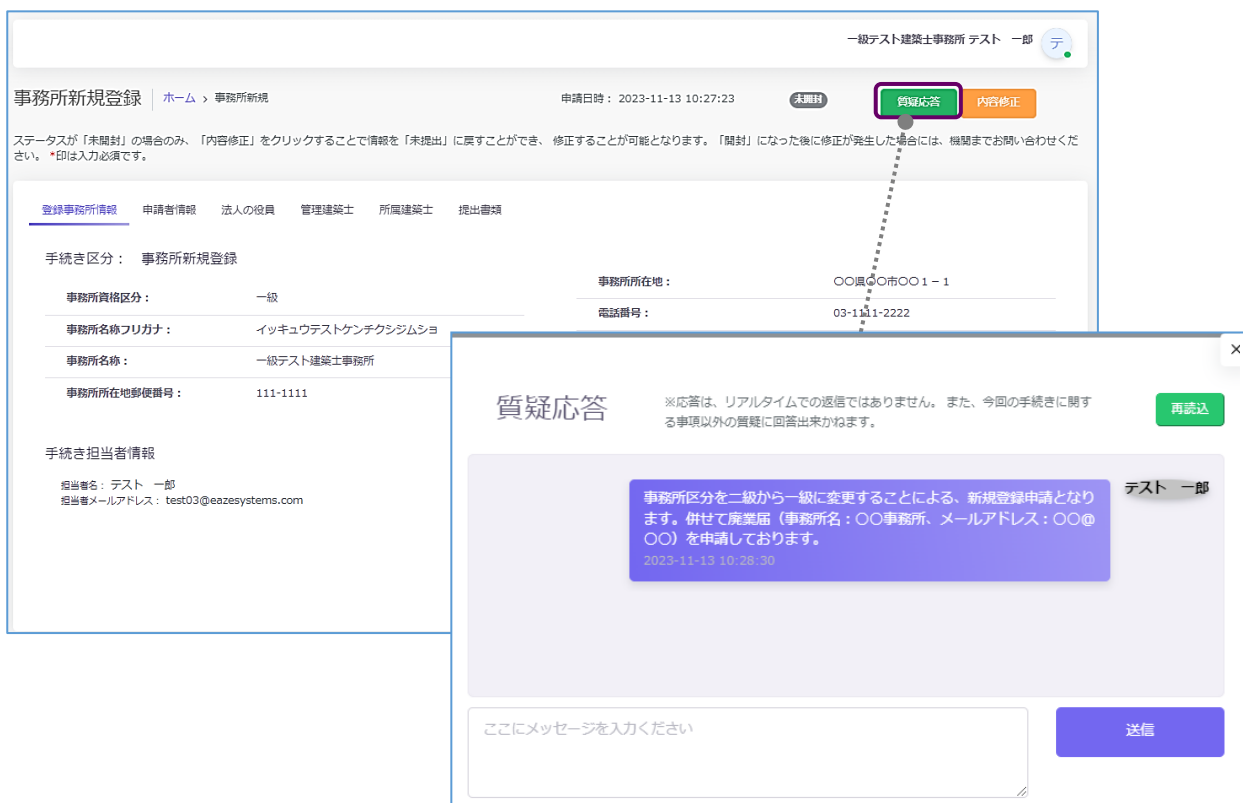 一級テスト建築士事務所 テスト　一郎
テ
事務所新規登録
ホーム › 事務所新規
申請日時： 2023-11-13 10:27:23
未開封
質疑応答
内容修正
ステータスが「未開封」の場合のみ、「内容修正」をクリックすることで情報を「未提出」に戻すことができ、 修正することが可能となります。「開封」になった後に修正が発生した場合には、機関までお問い合わせくだ
さい。 *印は入力必須です。
登録事務所情報　申請者情報　法人の役員　管理建築士　所属建築士　提出書類
手続き区分：　事務所新規登録
事務所資格区分：　一級
事務所名称フリガナ：　イッキュウテストケンチクシジムショ
事務所名称：　一級テスト建築士事務所
事務所所在地郵便番号：　111-1111
事務所所在地：　〇〇県〇〇市〇〇１－１
電話番号：　03-1111-2222
手続き担当者情報
担当者名： テスト　一郎
担当者メールアドレス： test03@eazesystems.com
×
質疑応答
※応答は、リアルタイムでの返信ではありません。 また、今回の手続きに関す
る事項以外の質疑に回答出来かねます。
再読込
テスト　一郎
事務所区分を二級から一級に変更することによる、新規登録申請となり
ます。併せて廃業届（事務所名：〇〇事務所、メールアドレス：〇〇@
〇〇）を申請しております。
2023-11-13 10:28:30
ここにメッセージを入力ください
送信